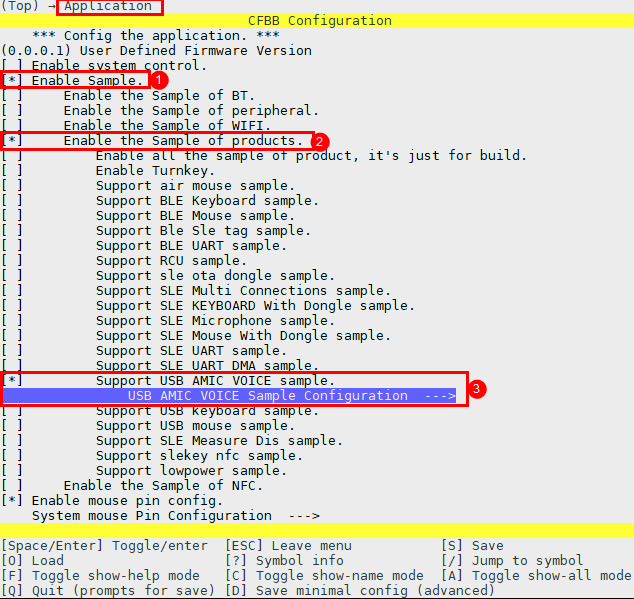 (Top) → Application
CFBB Configuration
*** Config the application. ***
(0.0.0.1) User Defined Firmware Version
[ ] Enable system control.
[*] Enable Sample. 1
[ ] Enable the Sample of BT.
[ ] Enable the Sample of peripheral.
[ ] Enable the Sample of WIFI.
[*] Enable the Sample of products. 2
[ ] Enable all the sample of product, it's just for build.
[ ] Enable Turnkey.
[ ] Support air mouse sample.
[ ] Support BLE Keyboard sample.
[ ] Support BLE Mouse sample.
[ ] Support Ble Sle tag sample.
[ ] Support BLE UART sample.
[ ] Support RCU sample.
[ ] Support sle ota dongle sample.
[ ] Support SLE Multi Connections sample.
[ ] Support SLE KEYBOARD With Dongle sample.
[ ] Support SLE Microphone sample.
[ ] Support SLE Mouse With Dongle sample.
[ ] Support SLE UART sample.
[ ] Support SLE UART DMA sample.
[*] Support USB AMIC VOICE sample.
USB AMIC VOICE Sample Configuration ---> 3
[ ] Support USB keyboard sample.
[ ] Support USB mouse sample.
[ ] Support SLE Measure Dis sample.
[ ] Support slekey nfc sample.
[ ] Support lowpower sample.
[ ] Enable the Sample of NFC.
[*] Enable mouse pin config.
System mouse Pin Configuration --->
[Space/Enter] Toggle/enter [ESC] Leave menu [S] Save
[O] Load [?] Symbol info [/] Jump to symbol
[F] Toggle show-help mode [C] Toggle show-name mode [A] Toggle show-all mode
[Q] Quit (prompts for save) [D] Save minimal config (advanced)